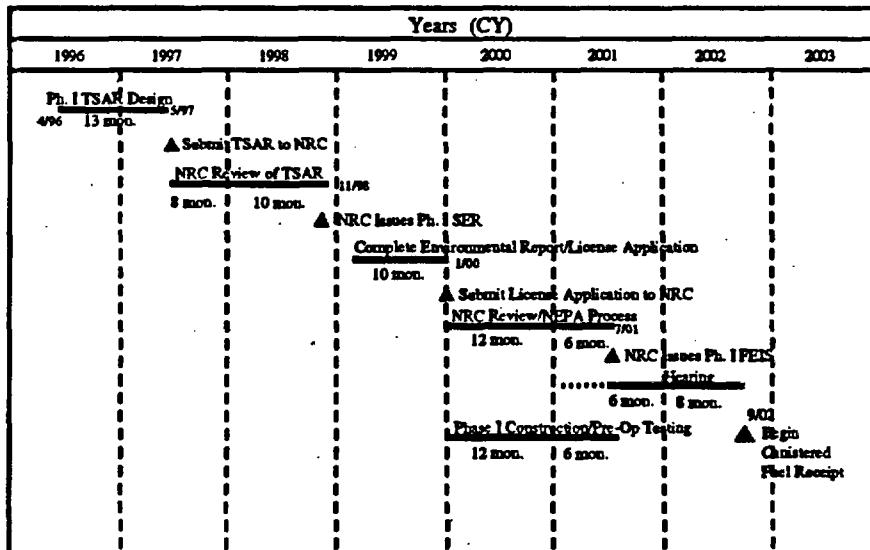 Years (CY)
1996 1997 1998 1999 2000 2001 2002 2003
Ph. I TSAR Design
4/96 13 mon. 5/97
Submit TSAR to NRC
NRC Review of TSAR
11/98
8 mon. 10 mon.
NRC Issues Ph. I SER
Complete Environmental Report/License Application
1/00
10 mon.
Submit License Application to NRC
NRC Review/NEPA Process
7/01
12 mon. 6 mon.
NRC Issues Ph. I FEIS
Hearing
6 mon. 8 mon.
9/02
Phase I Construction/Pre-Op Testing
Begin
12 mon. 6 mon.
Canistered
Fuel Receipt